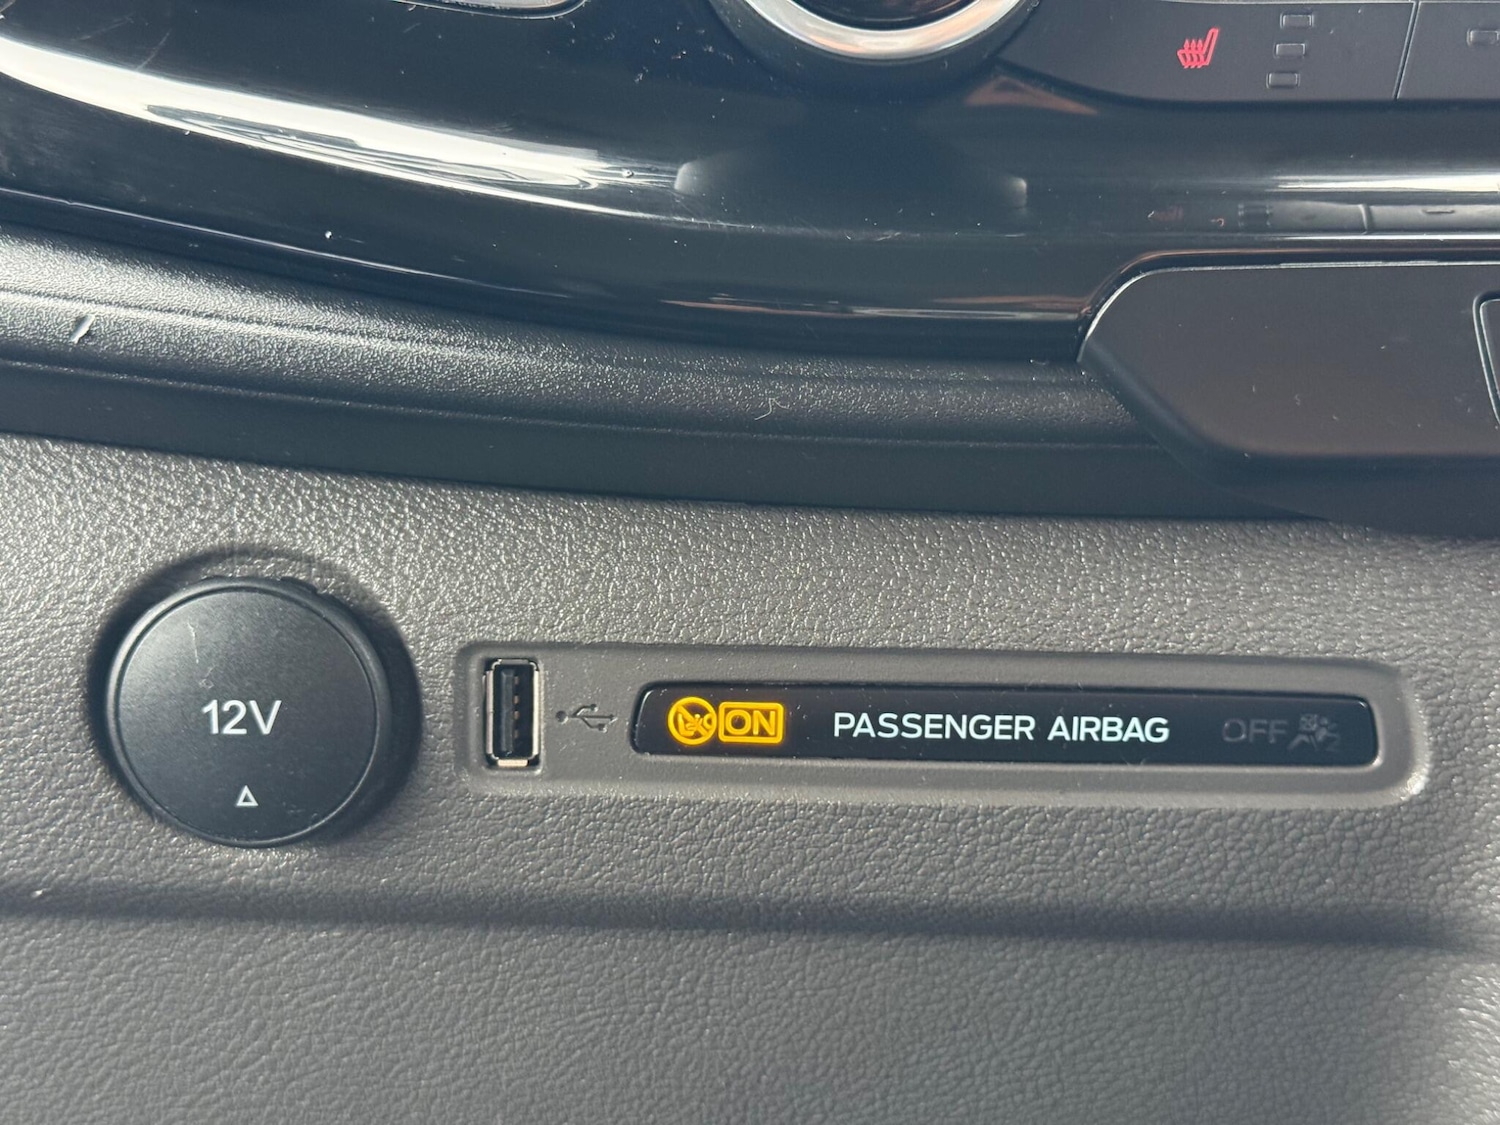 12V
ON PASSENGER AIRBAG OFF